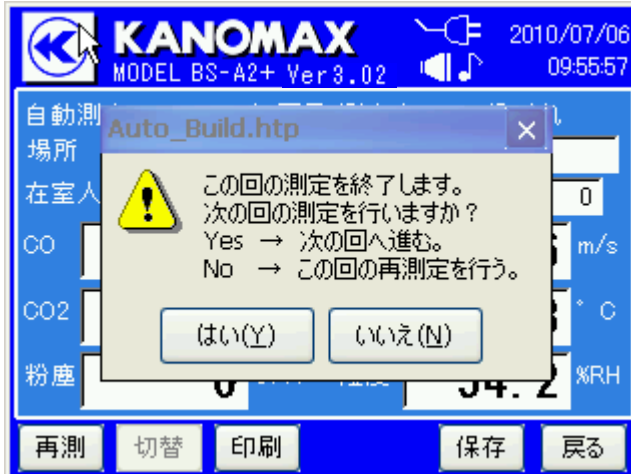 KANOMAX
2010/07/06
MODEL BS-A2+ Ver3.02
09:55:57
自動測
Auto_Build.htp
場所
この回の測定を終了します。
次の回の測定を行いますか？
Yes → 次の回へ進む。
No → この回の再測定を行う。
在室人
0
CO
m/s
CO2
°C
はい(Y)
いいえ(N)
粉塵
0
54.2
%RH
再測
切替
印刷
保存
戻る